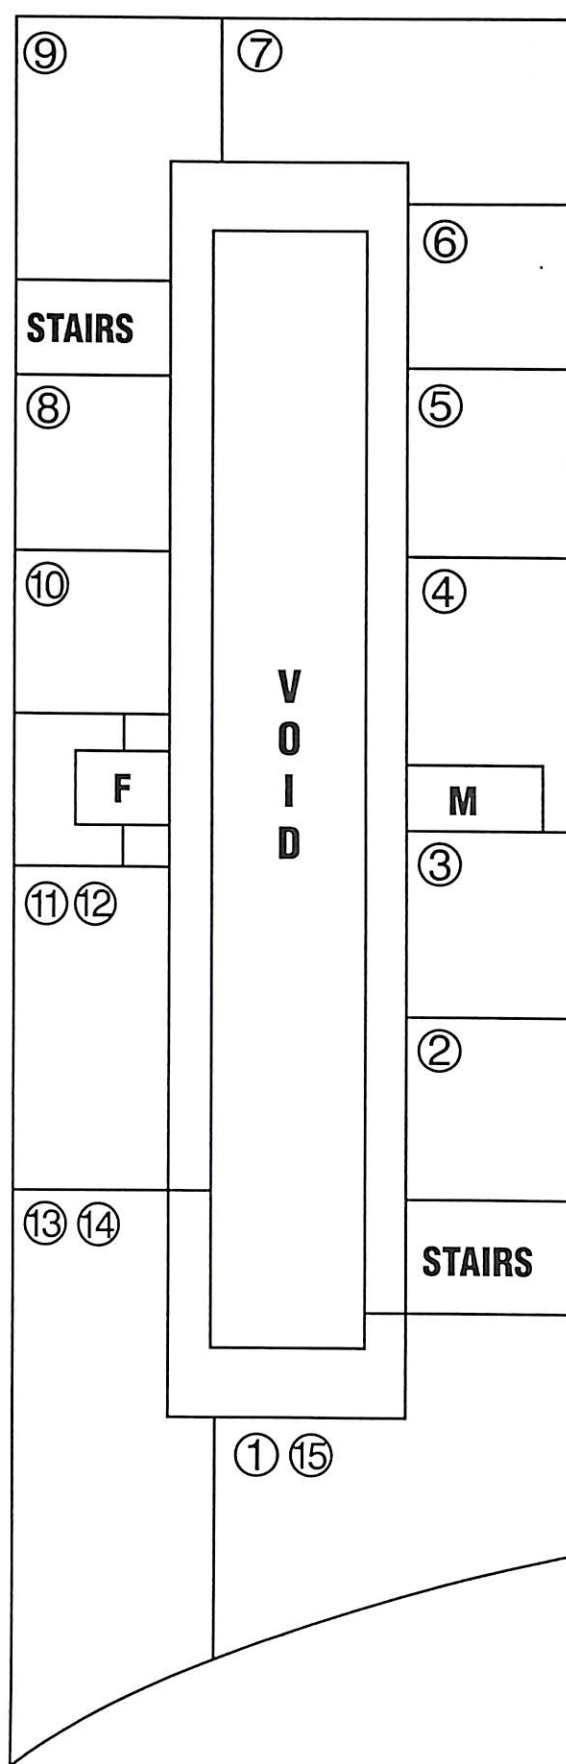 ⑨ ⑦
⑥
STAIRS
⑧ ⑤
⑩ ④
V
O
I
D
F M
③
⑪ ⑫
②
⑬ ⑭
STAIRS
① ⑮